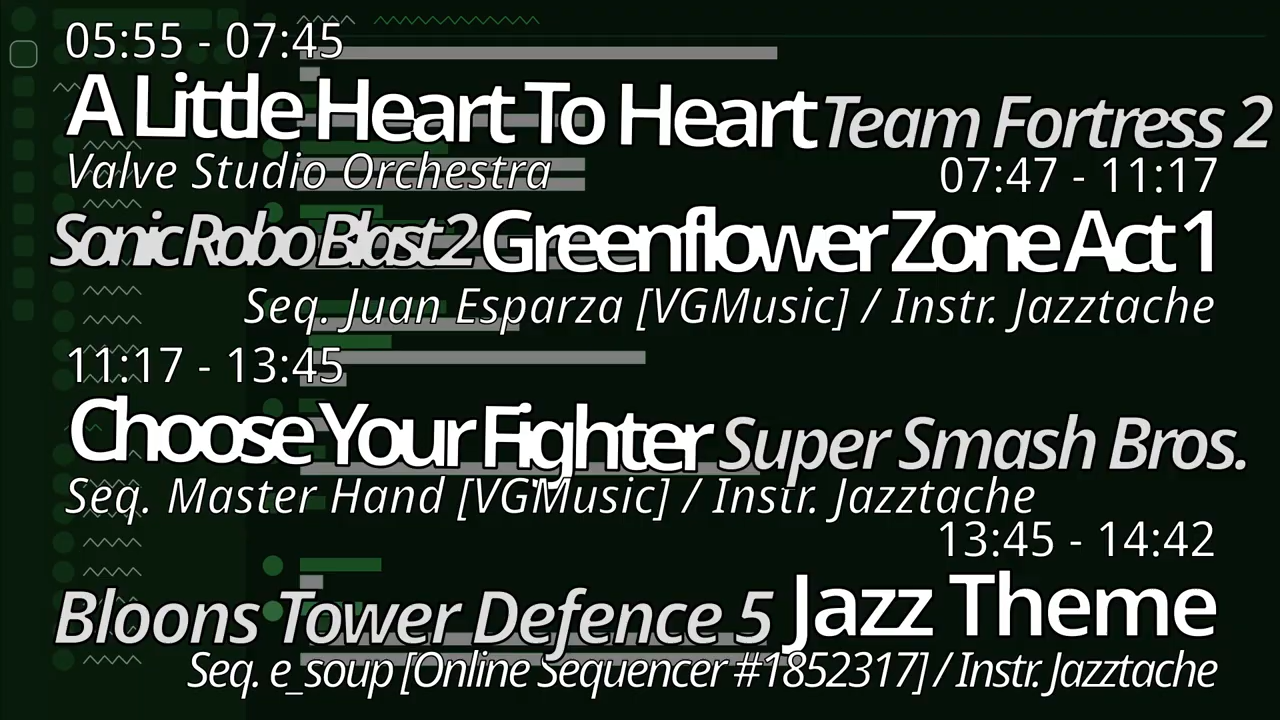 05:55 - 07:45
A Little Heart To Heart Team Fortress 2
Valve Studio Orchestra
07:47 - 11:17
Sonic Robo Blast 2 Greenflower Zone Act 1
Seq. Juan Esparza [VGMusic] / Instr. Jazztache
11:17 - 13:45
Choose Your Fighter Super Smash Bros.
Seq. Master Hand [VGMusic] / Instr. Jazztache
13:45 - 14:42
Bloons Tower Defence 5 Jazz Theme
Seq. e_soup [Online Sequencer #1852317] / Instr. Jazztache